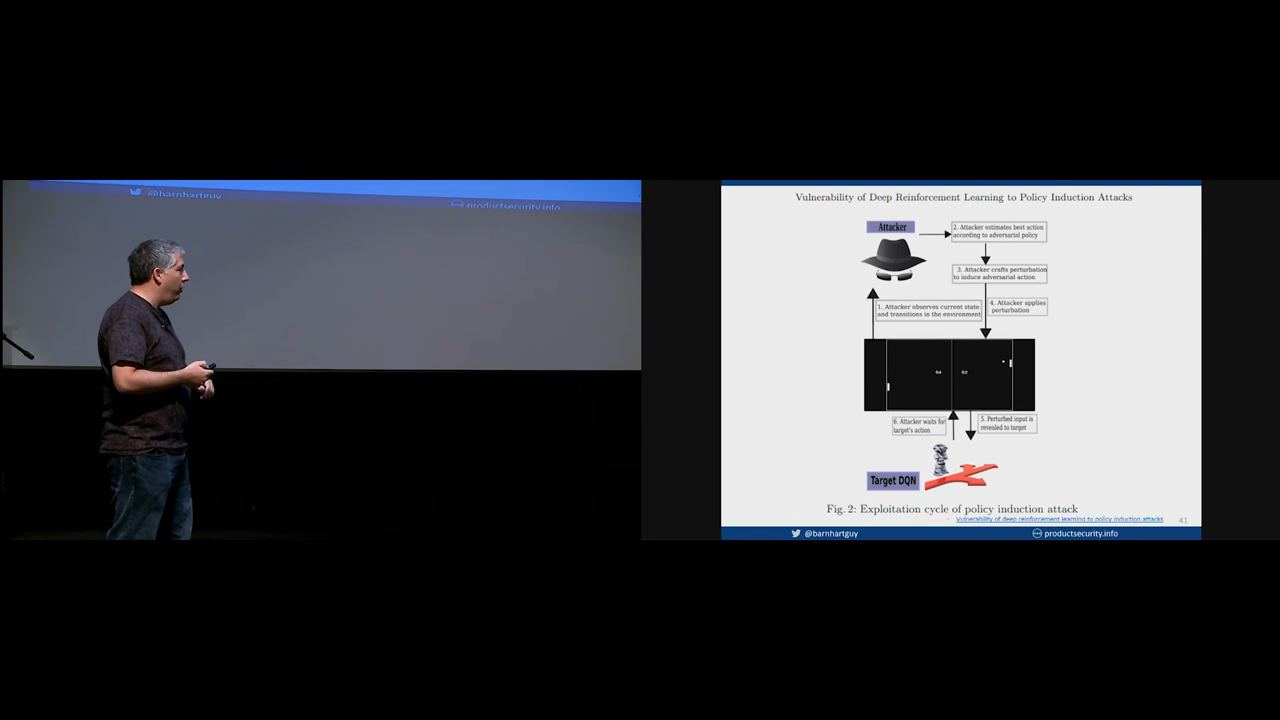 @barnhartguy
productsecurity.info
Vulnerability of Deep Reinforcement Learning to Policy Induction Attacks
Attacker
2. Attacker estimates best action
according to adversarial policy
3. Attacker crafts perturbation
to induce adversarial action
1. Attacker observes current state
and transitions in the environment
4. Attacker applies
perturbation
6. Attacker waits for
target's action
5. Perturbed input is
revealed to target
Target DQN
Fig. 2: Exploitation cycle of policy induction attack
Vulnerability of deep reinforcement learning to policy induction attacks
41
@barnhartguy
productsecurity.info